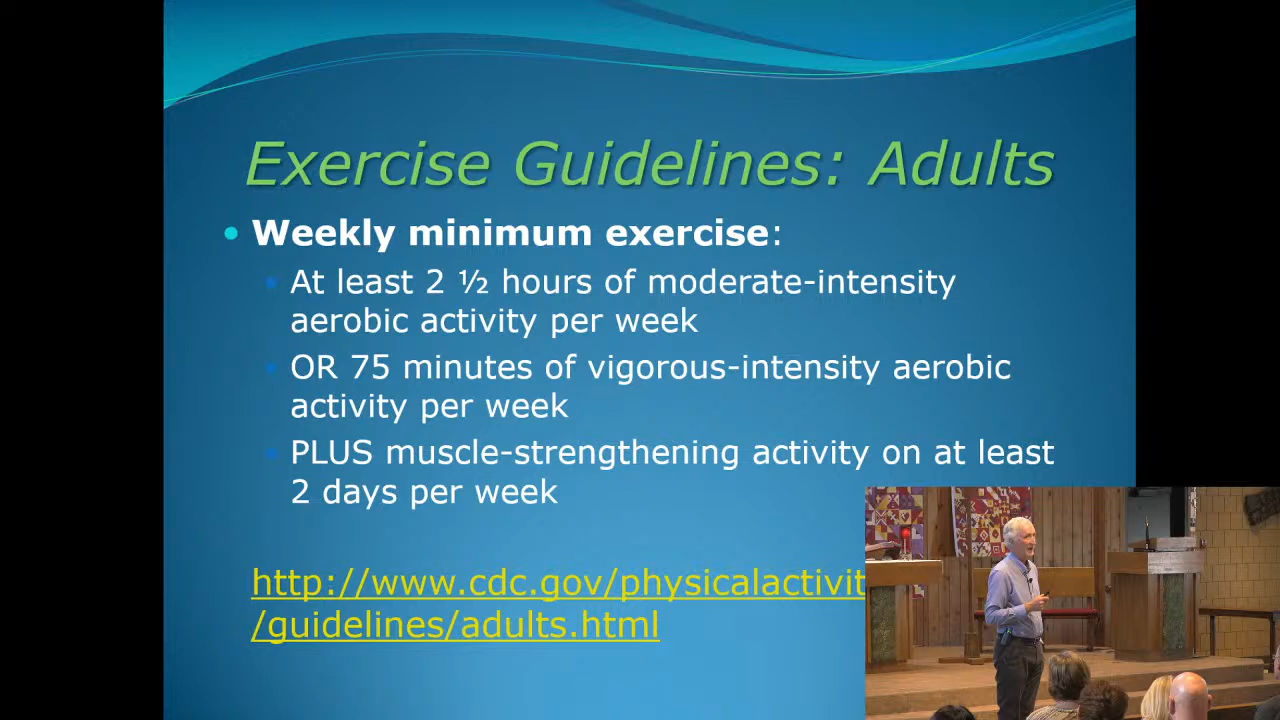 Exercise Guidelines: Adults
Weekly minimum exercise:
At least 2 ½ hours of moderate-intensity
aerobic activity per week
OR 75 minutes of vigorous-intensity aerobic
activity per week
PLUS muscle-strengthening activity on at least
2 days per week
http://www.cdc.gov/physicalactivit
/guidelines/adults.html